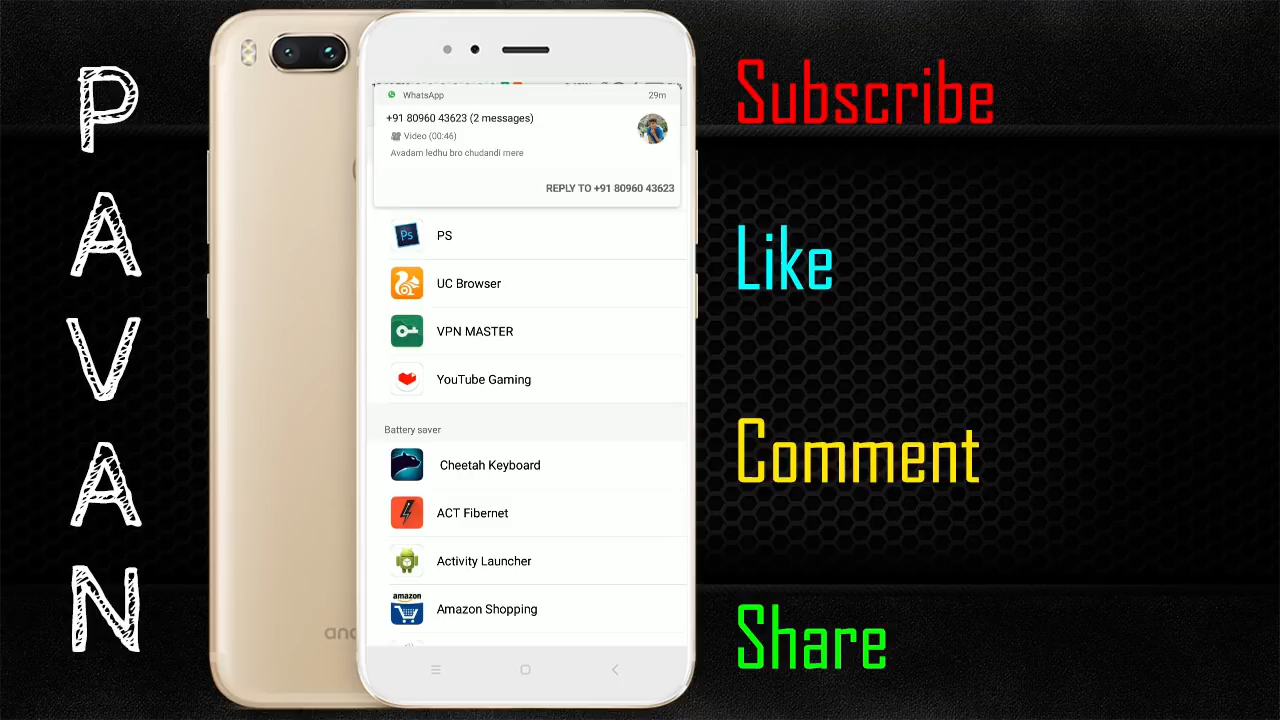 PAVAN
WhatsApp
29m
+91 80960 43623 (2 messages)
Video (00:46)
Avadam ledhu bro chudandi mere
REPLY TO +91 80960 43623
Ps
PS
UC Browser
VPN MASTER
YouTube Gaming
Battery saver
Cheetah Keyboard
ACT Fibernet
Activity Launcher
amazon
Amazon Shopping
Subscribe
Like
Comment
Share